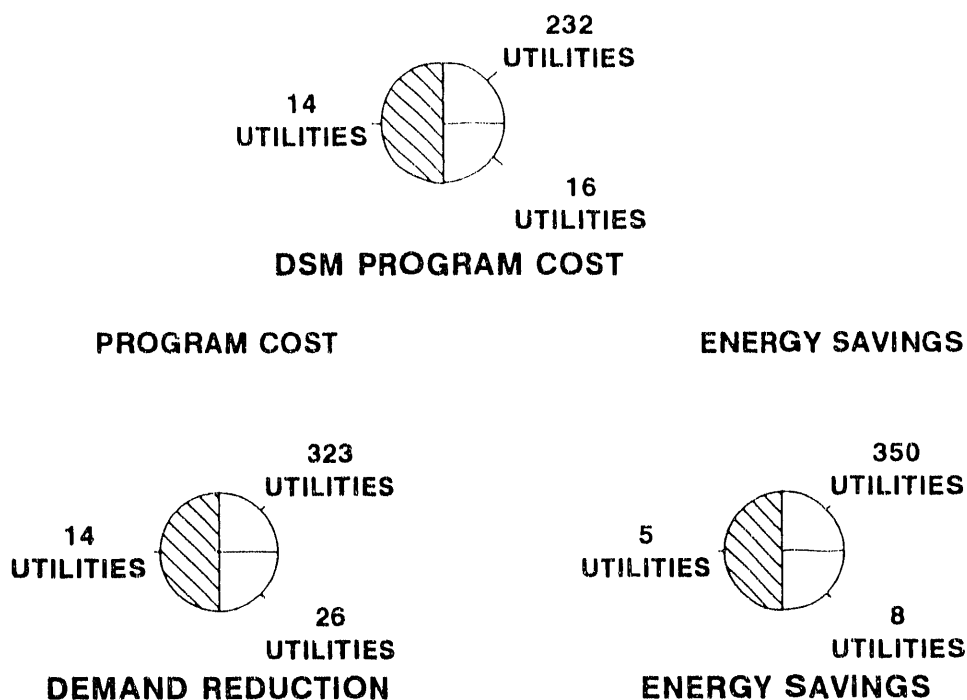 232
UTILITIES
14
UTILITIES
16
UTILITIES
DSM PROGRAM COST
PROGRAM COST
ENERGY SAVINGS
323
UTILITIES
14
UTILITIES
26
UTILITIES
DEMAND REDUCTION
350
UTILITIES
5
UTILITIES
8
UTILITIES
ENERGY SAVINGS